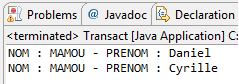 Problems @ Javadoc Declaration
<terminated> Transact [Java Application] C:
NOM : MAMOU - PRENOM : Daniel
NOM : MAMOU - PRENOM : Cyrille